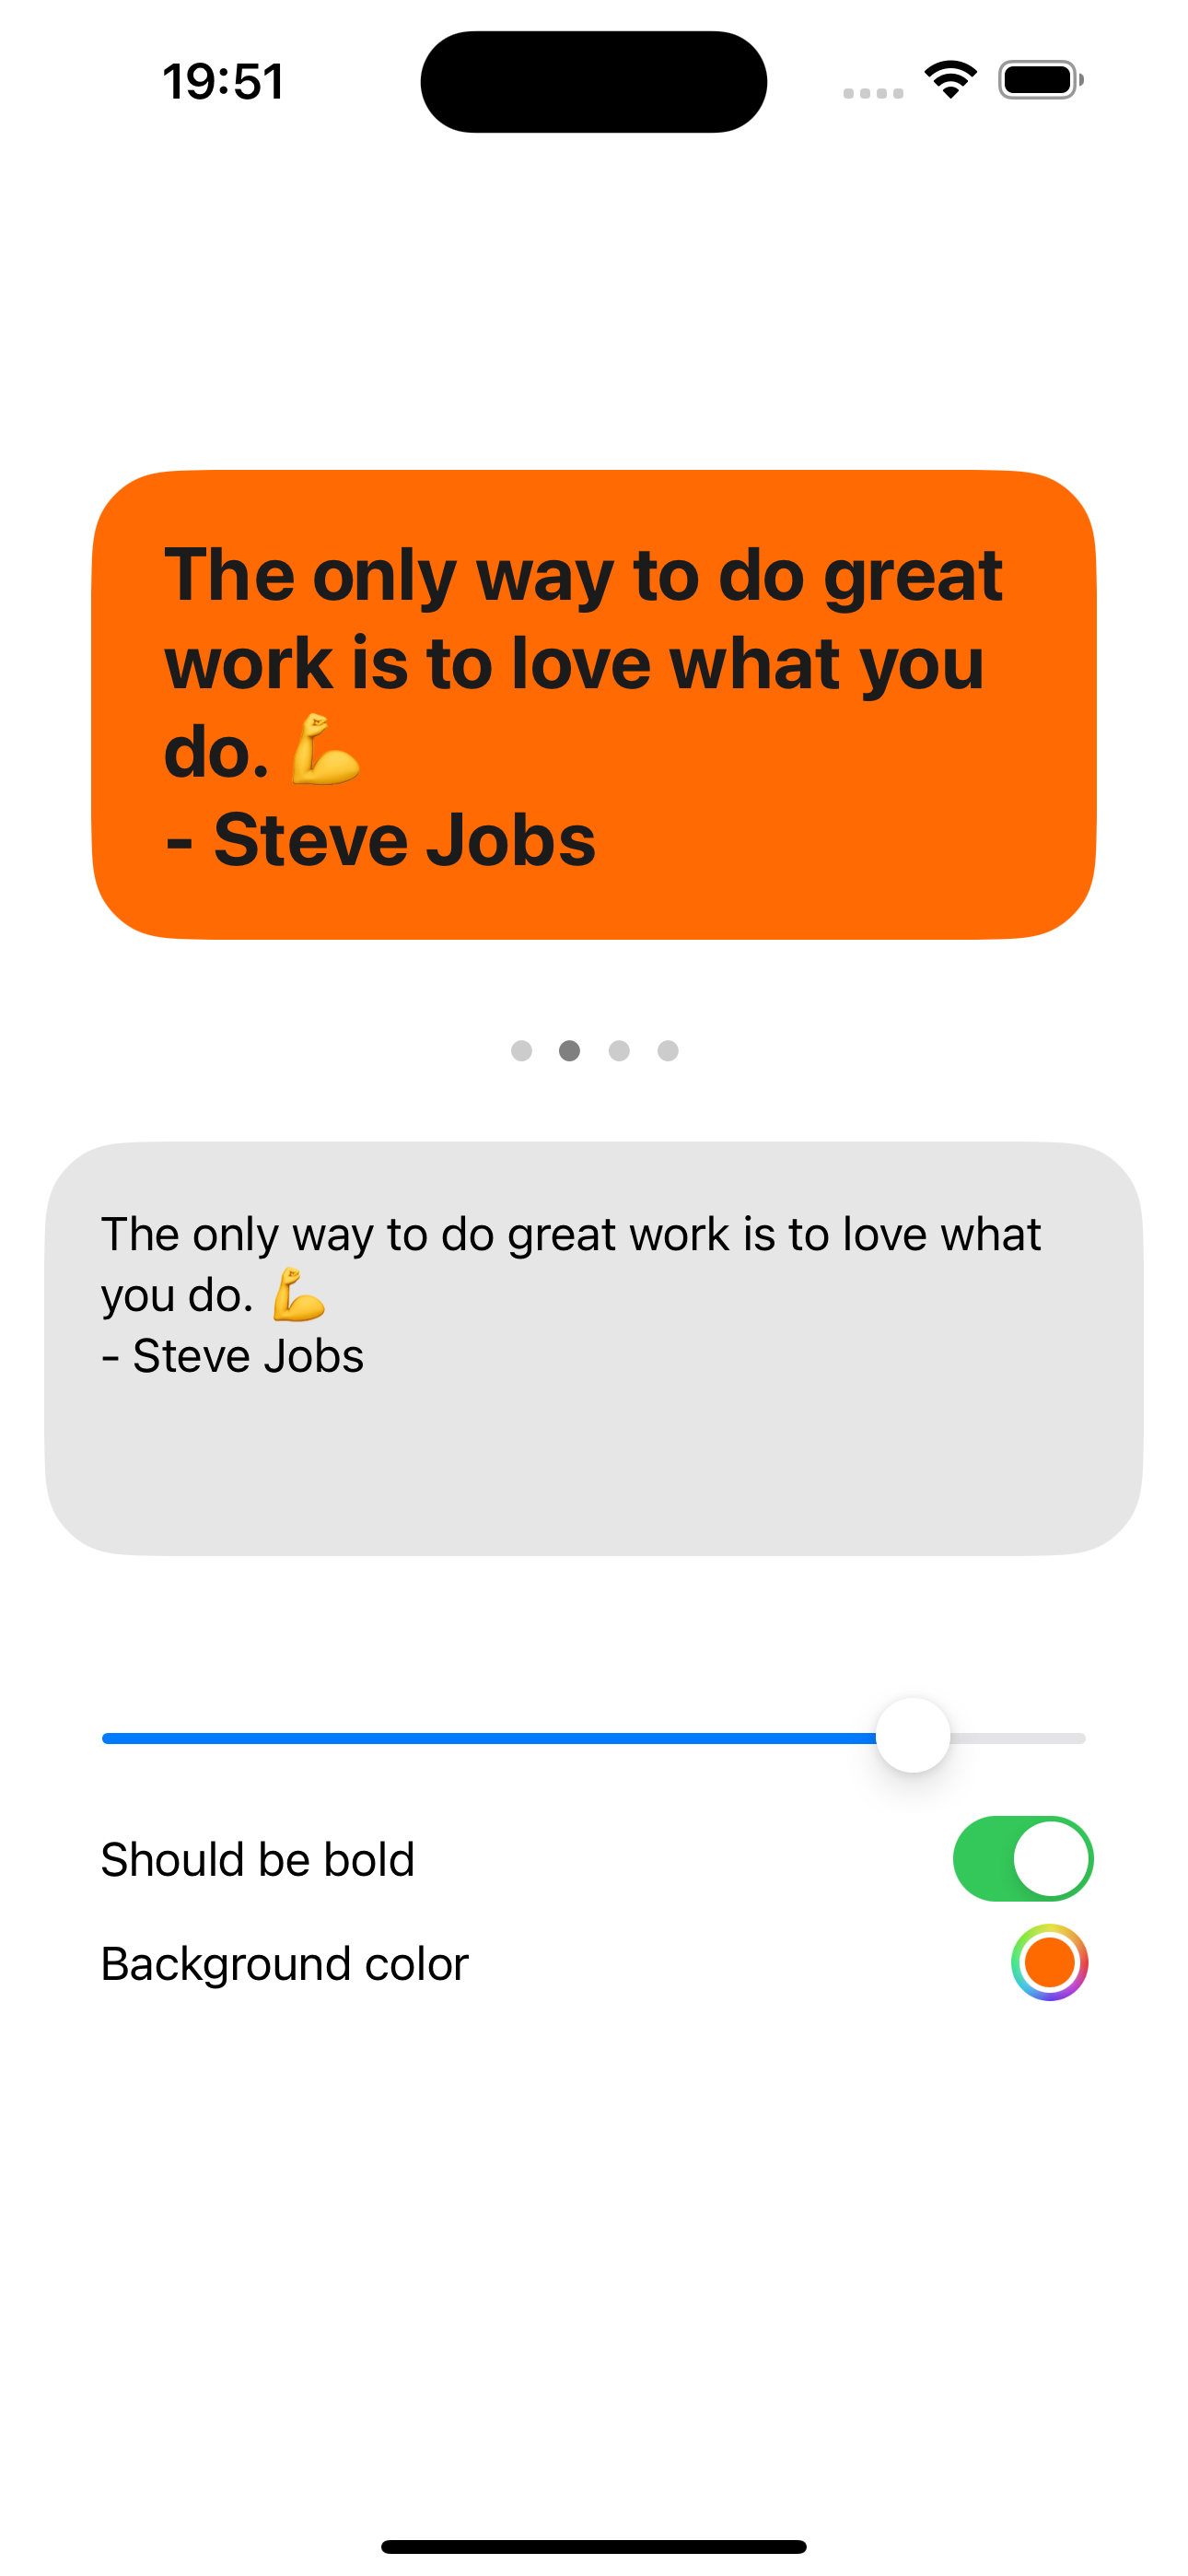 19:51
The only way to do great
work is to love what you
do. 💪
- Steve Jobs
The only way to do great work is to love what
you do. 💪
- Steve Jobs
Should be bold
Background color